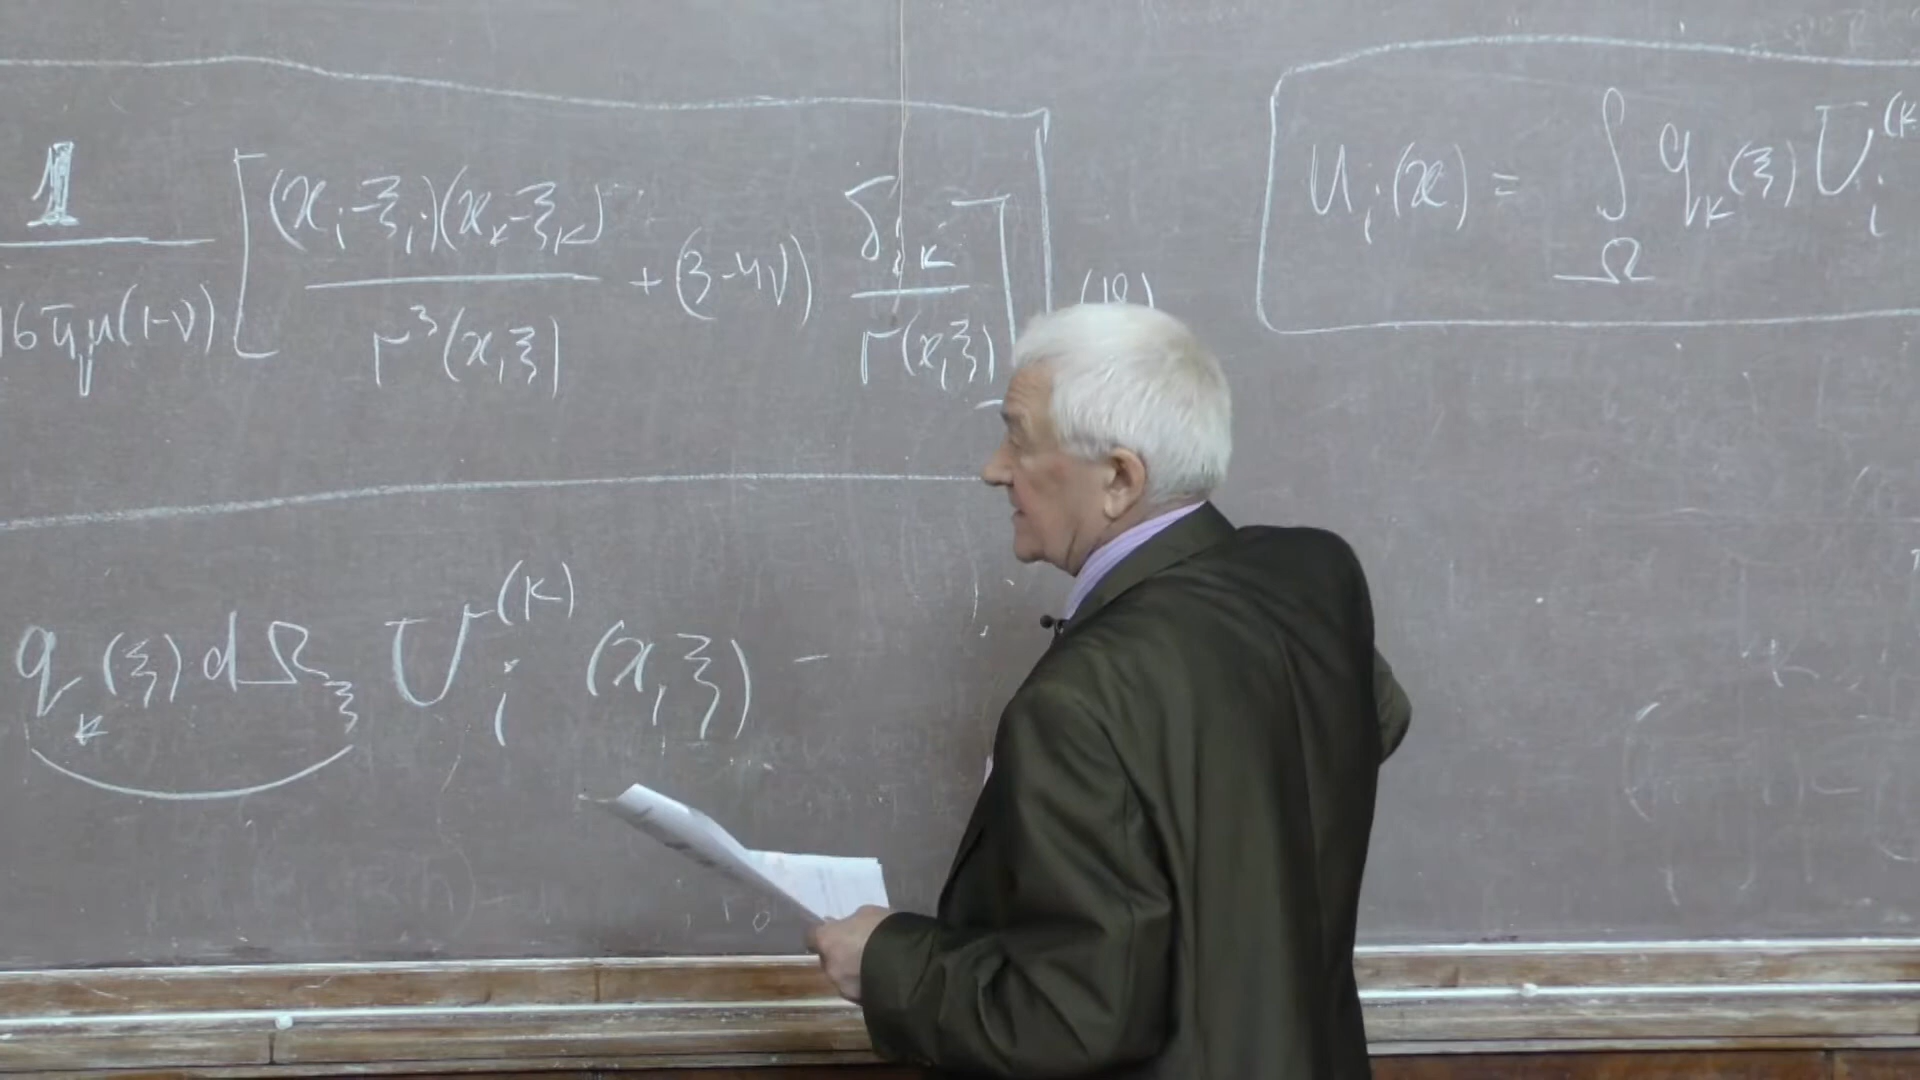 1 / 16πμ(1-ν) [ (x_i-ξ_i)(x_k-ξ_k) / r³(x,ξ) + (3-4ν) δ_ik / r(x,ξ) ]
u_i(x) = ∫_Ω q_k(ξ) U_i^(k
q_k(ξ) dΩ_ξ U_i^(k) (x,ξ) -